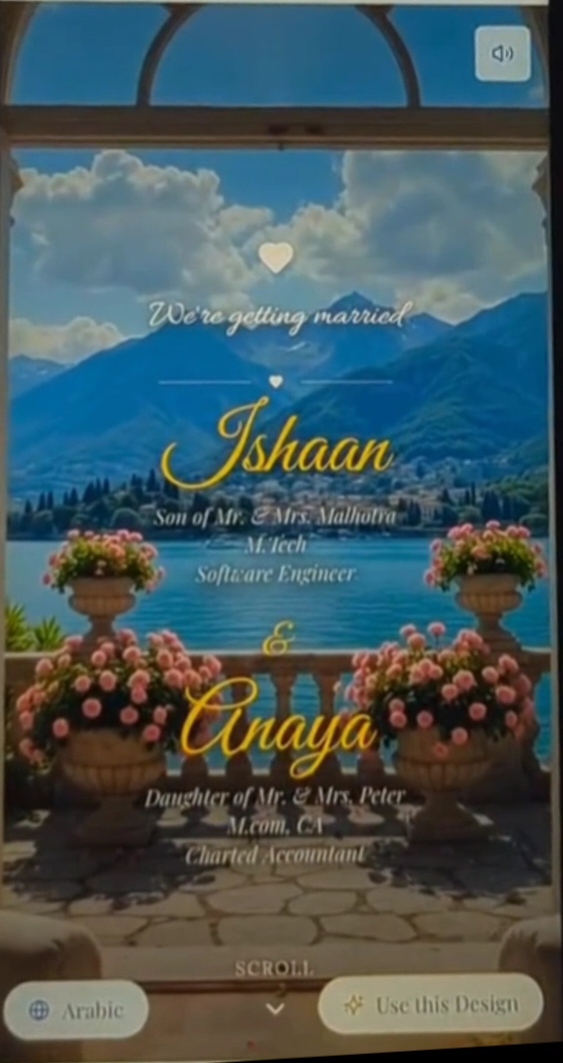 We're getting married
Ishaan
Son of Mr. & Mrs. Malhotra
M.Tech
Software Engineer
&
Anaya
Daughter of Mr. & Mrs. Peter
M.com, CA
Charted Accountant
SCROLL
Arabic
Use this Design